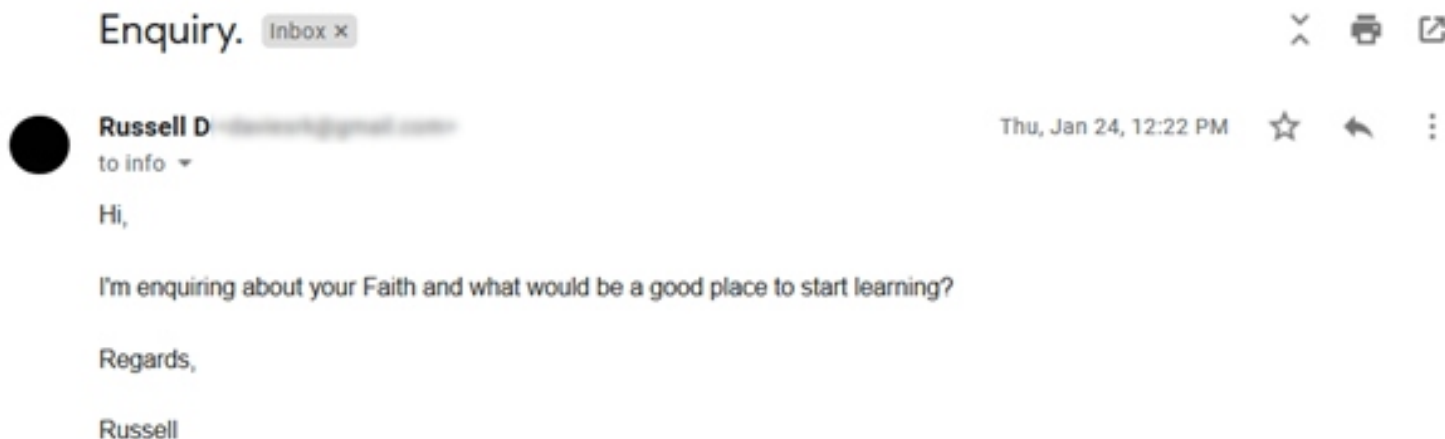 Enquiry. Inbox ×
Russell D
Thu, Jan 24, 12:22 PM
to info
Hi,
I'm enquiring about your Faith and what would be a good place to start learning?
Regards,
Russell